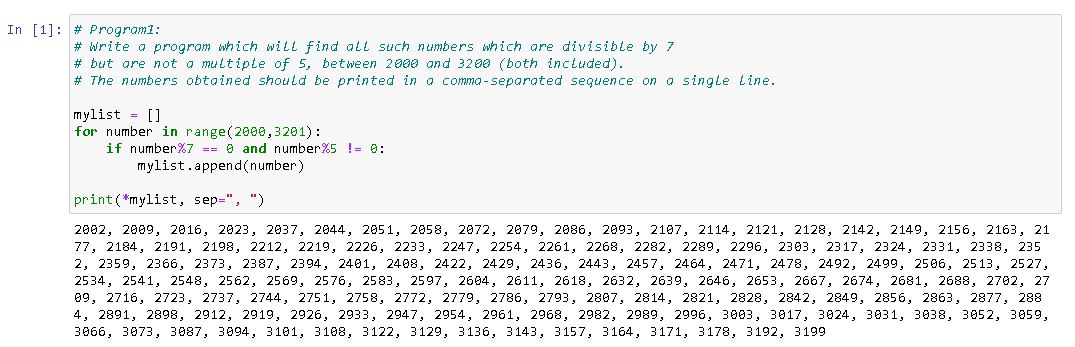 In [1]: # Program1:
# Write a program which will find all such numbers which are divisible by 7
# but are not a multiple of 5, between 2000 and 3200 (both included).
# The numbers obtained should be printed in a comma-separated sequence on a single line.
mylist = []
for number in range(2000,3201):
    if number%7 == 0 and number%5 != 0:
        mylist.append(number)
print(*mylist, sep=", ")
2002, 2009, 2016, 2023, 2037, 2044, 2051, 2058, 2072, 2079, 2086, 2093, 2107, 2114, 2121, 2128, 2142, 2149, 2156, 2163, 21
77, 2184, 2191, 2198, 2212, 2219, 2226, 2233, 2247, 2254, 2261, 2268, 2282, 2289, 2296, 2303, 2317, 2324, 2331, 2338, 235
2, 2359, 2366, 2373, 2387, 2394, 2401, 2408, 2422, 2429, 2436, 2443, 2457, 2464, 2471, 2478, 2492, 2499, 2506, 2513, 2527,
2534, 2541, 2548, 2562, 2569, 2576, 2583, 2597, 2604, 2611, 2618, 2632, 2639, 2646, 2653, 2667, 2674, 2681, 2688, 2702, 27
09, 2716, 2723, 2737, 2744, 2751, 2758, 2772, 2779, 2786, 2793, 2807, 2814, 2821, 2828, 2842, 2849, 2856, 2863, 2877, 288
4, 2891, 2898, 2912, 2919, 2926, 2933, 2947, 2954, 2961, 2968, 2982, 2989, 2996, 3003, 3017, 3024, 3031, 3038, 3052, 3059,
3066, 3073, 3087, 3094, 3101, 3108, 3122, 3129, 3136, 3143, 3157, 3164, 3171, 3178, 3192, 3199